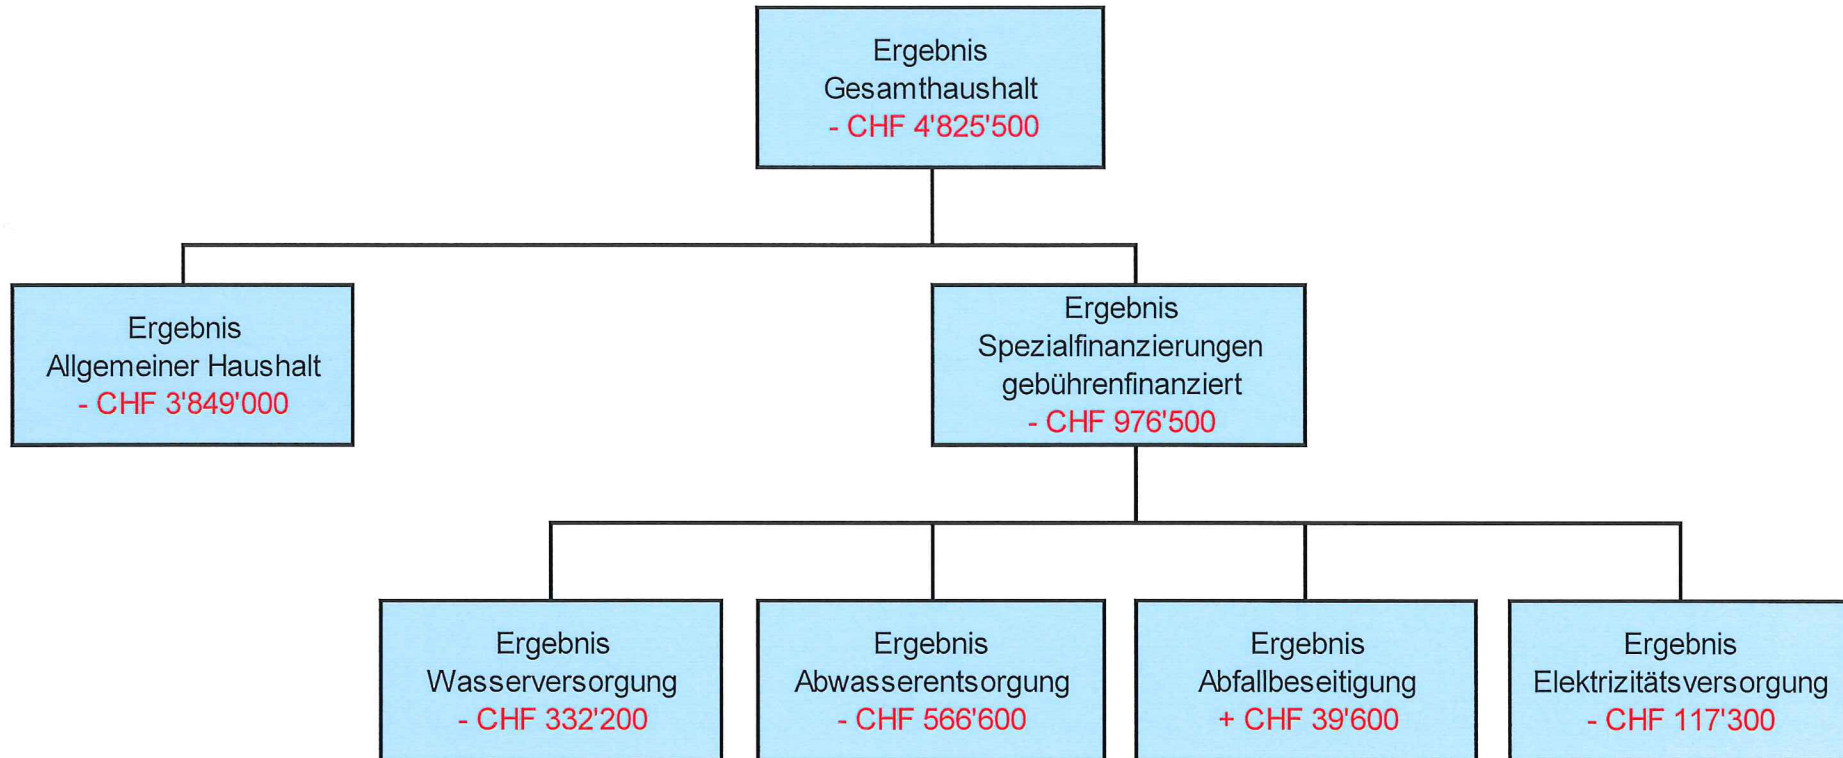 Ergebnis
Gesamthaushalt
- CHF 4'825'500
Ergebnis
Allgemeiner Haushalt
- CHF 3'849'000
Ergebnis
Spezialfinanzierungen
gebührenfinanziert
- CHF 976'500
Ergebnis
Wasserversorgung
- CHF 332'200
Ergebnis
Abwasserentsorgung
- CHF 566'600
Ergebnis
Abfallbeseitigung
+ CHF 39'600
Ergebnis
Elektrizitätsversorgung
- CHF 117'300